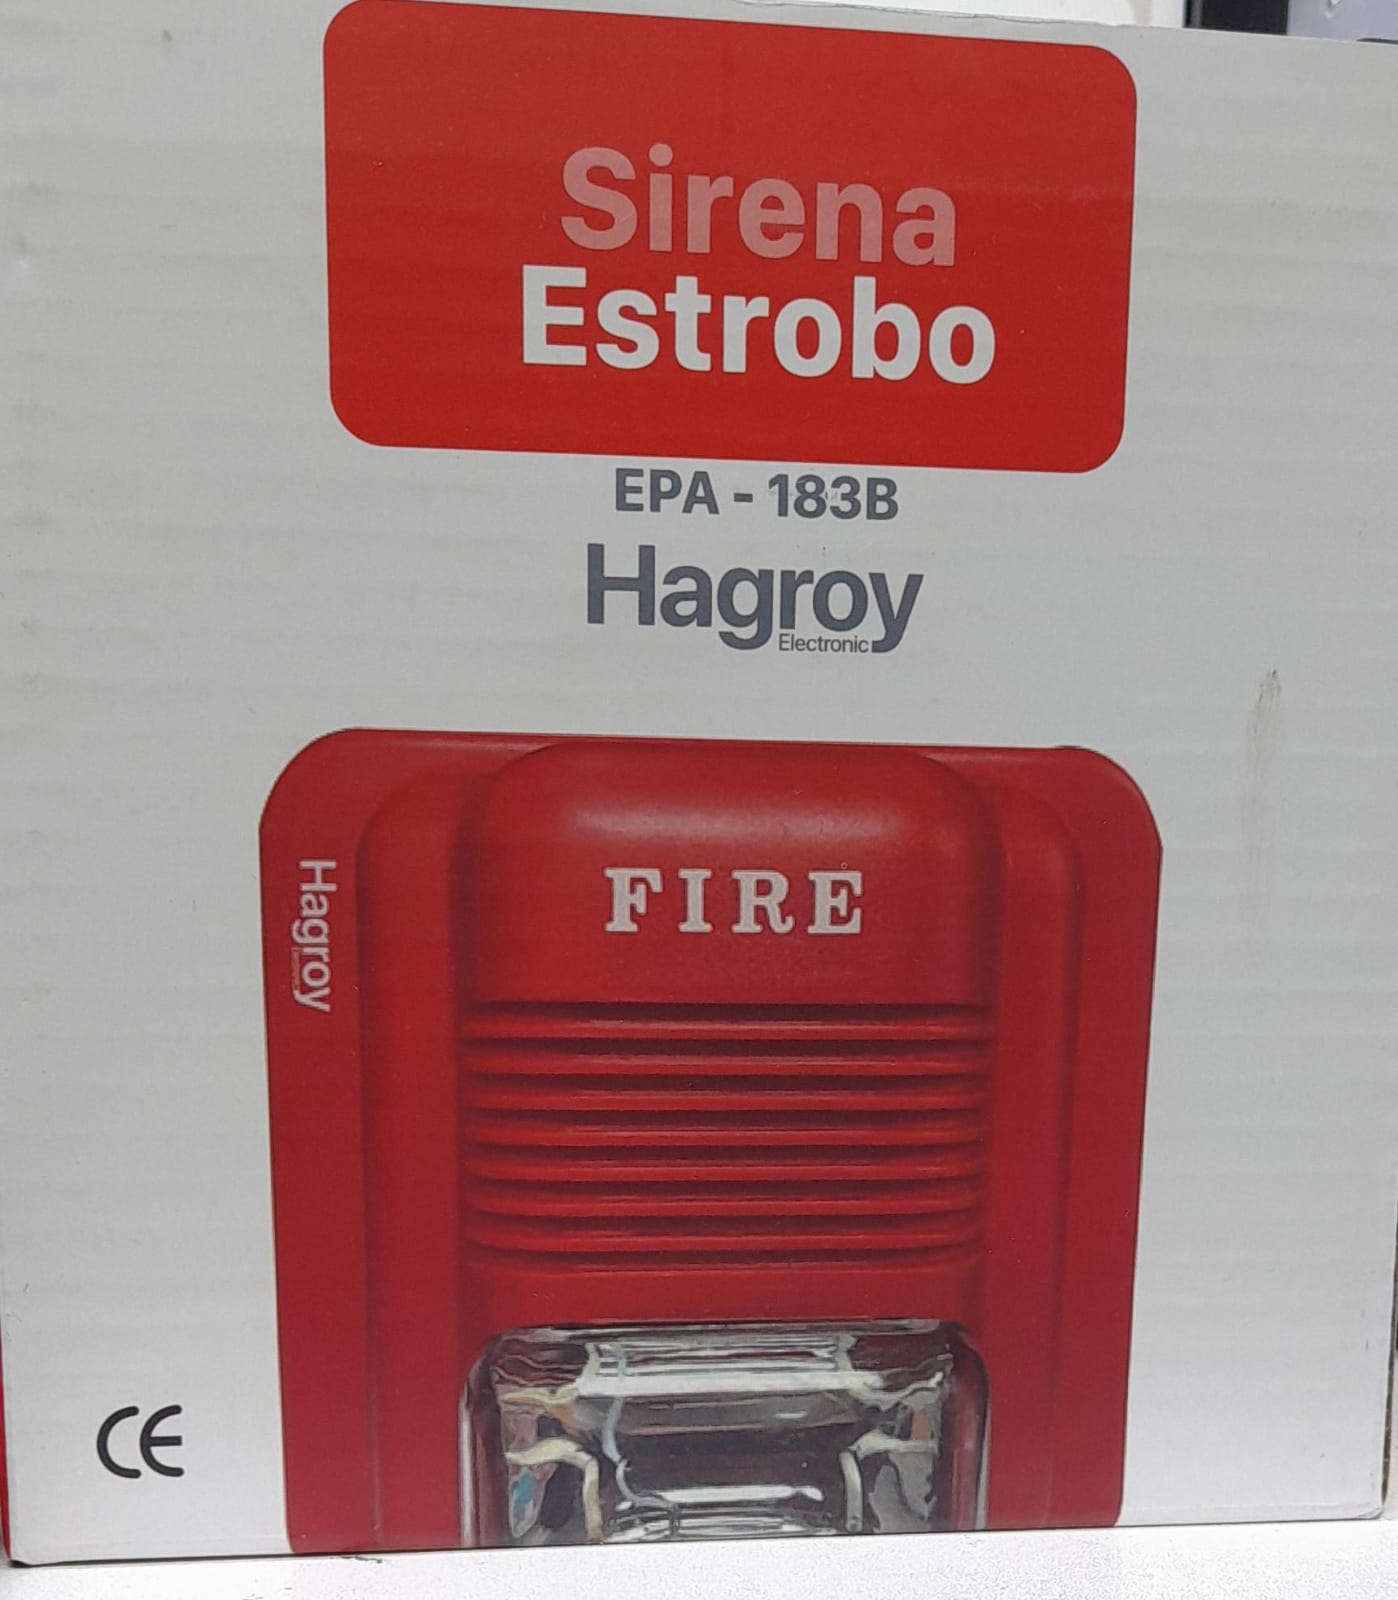 Sirena
Estrobo
EPA - 183B
Hagroy
Electronic
FIRE
Hagroy
CE